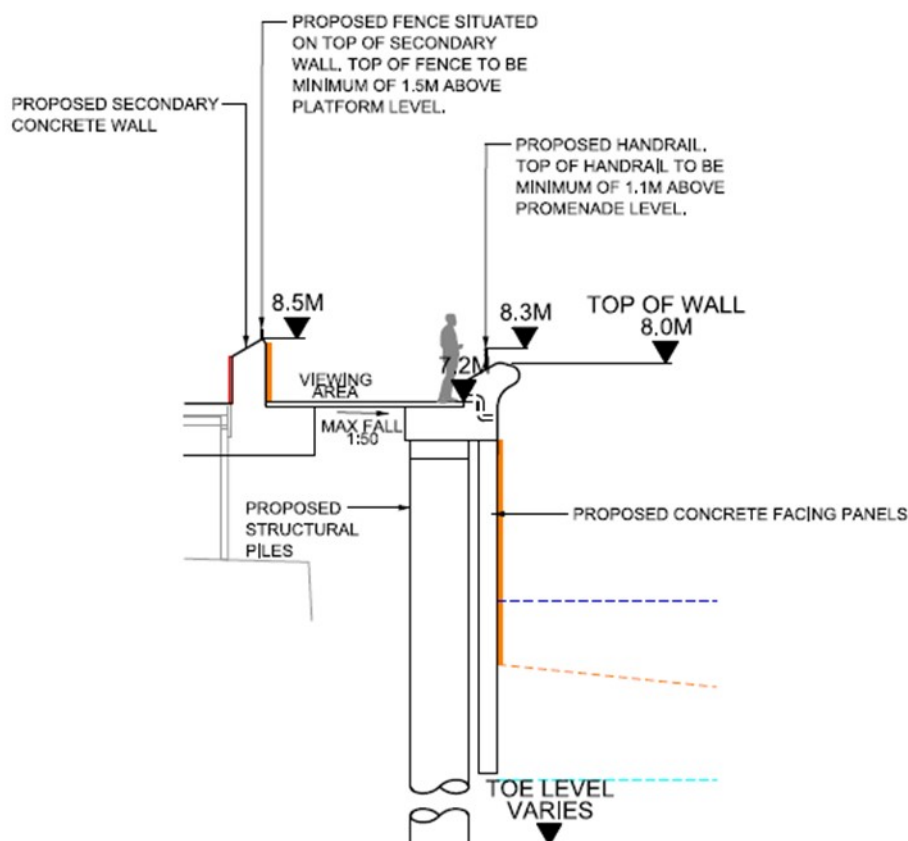 PROPOSED FENCE SITUATED
ON TOP OF SECONDARY
WALL. TOP OF FENCE TO BE
MINIMUM OF 1.5M ABOVE
PLATFORM LEVEL.
PROPOSED SECONDARY
CONCRETE WALL
PROPOSED HANDRAIL.
TOP OF HANDRAIL TO BE
MINIMUM OF 1.1M ABOVE
PROMENADE LEVEL.
8.5M
8.3M
TOP OF WALL
8.0M
7.2M
VIEWING
AREA
MAX FALL
1:50
PROPOSED
STRUCTURAL
PILES
PROPOSED CONCRETE FACING PANELS
TOE LEVEL
VARIES